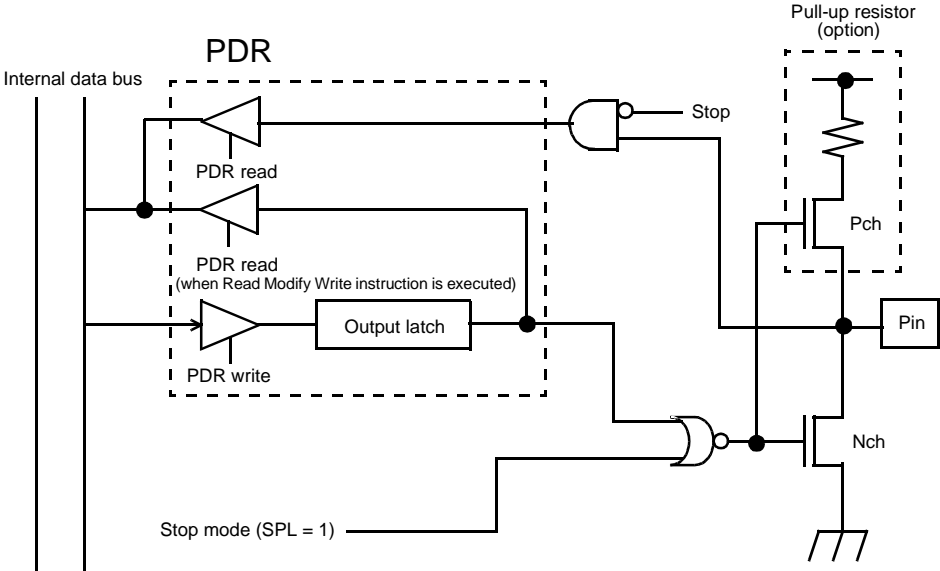 Pull-up resistor
(option)
PDR
Internal data bus
Stop
PDR read
Pch
PDR read
(when Read Modify Write instruction is executed)
Output latch
Pin
PDR write
Nch
Stop mode (SPL = 1)